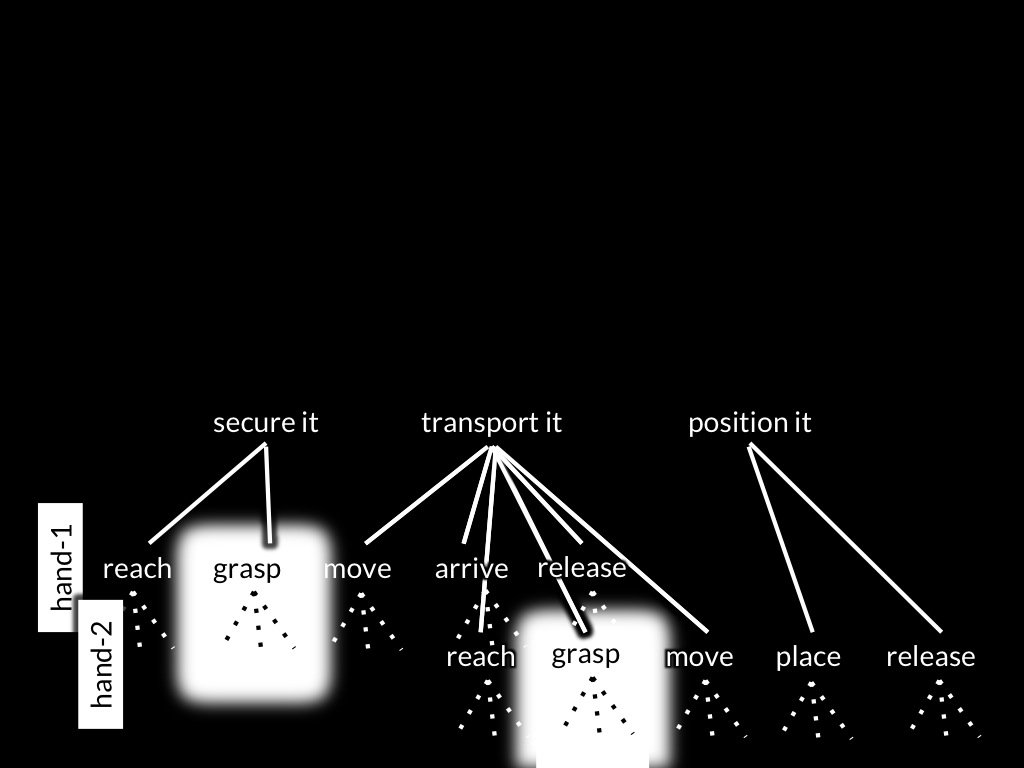 secure it
transport it
position it
hand-1
reach
grasp
move
arrive
release
hand-2
reach
grasp
move
place
release